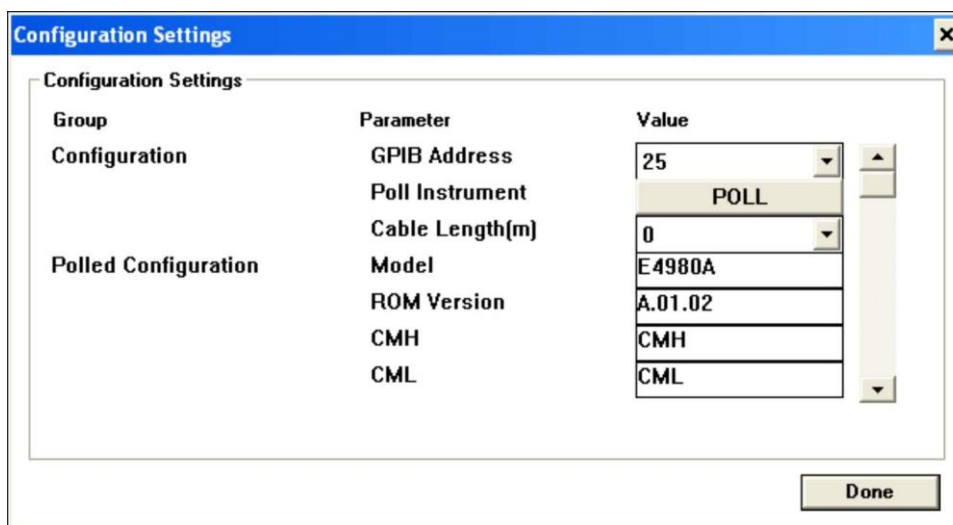 Configuration Settings
Configuration Settings
Group Parameter Value
Configuration GPIB Address 25
Poll Instrument POLL
Cable Length(m) 0
Polled Configuration Model E4980A
ROM Version A.01.02
CMH CMH
CML CML
Done